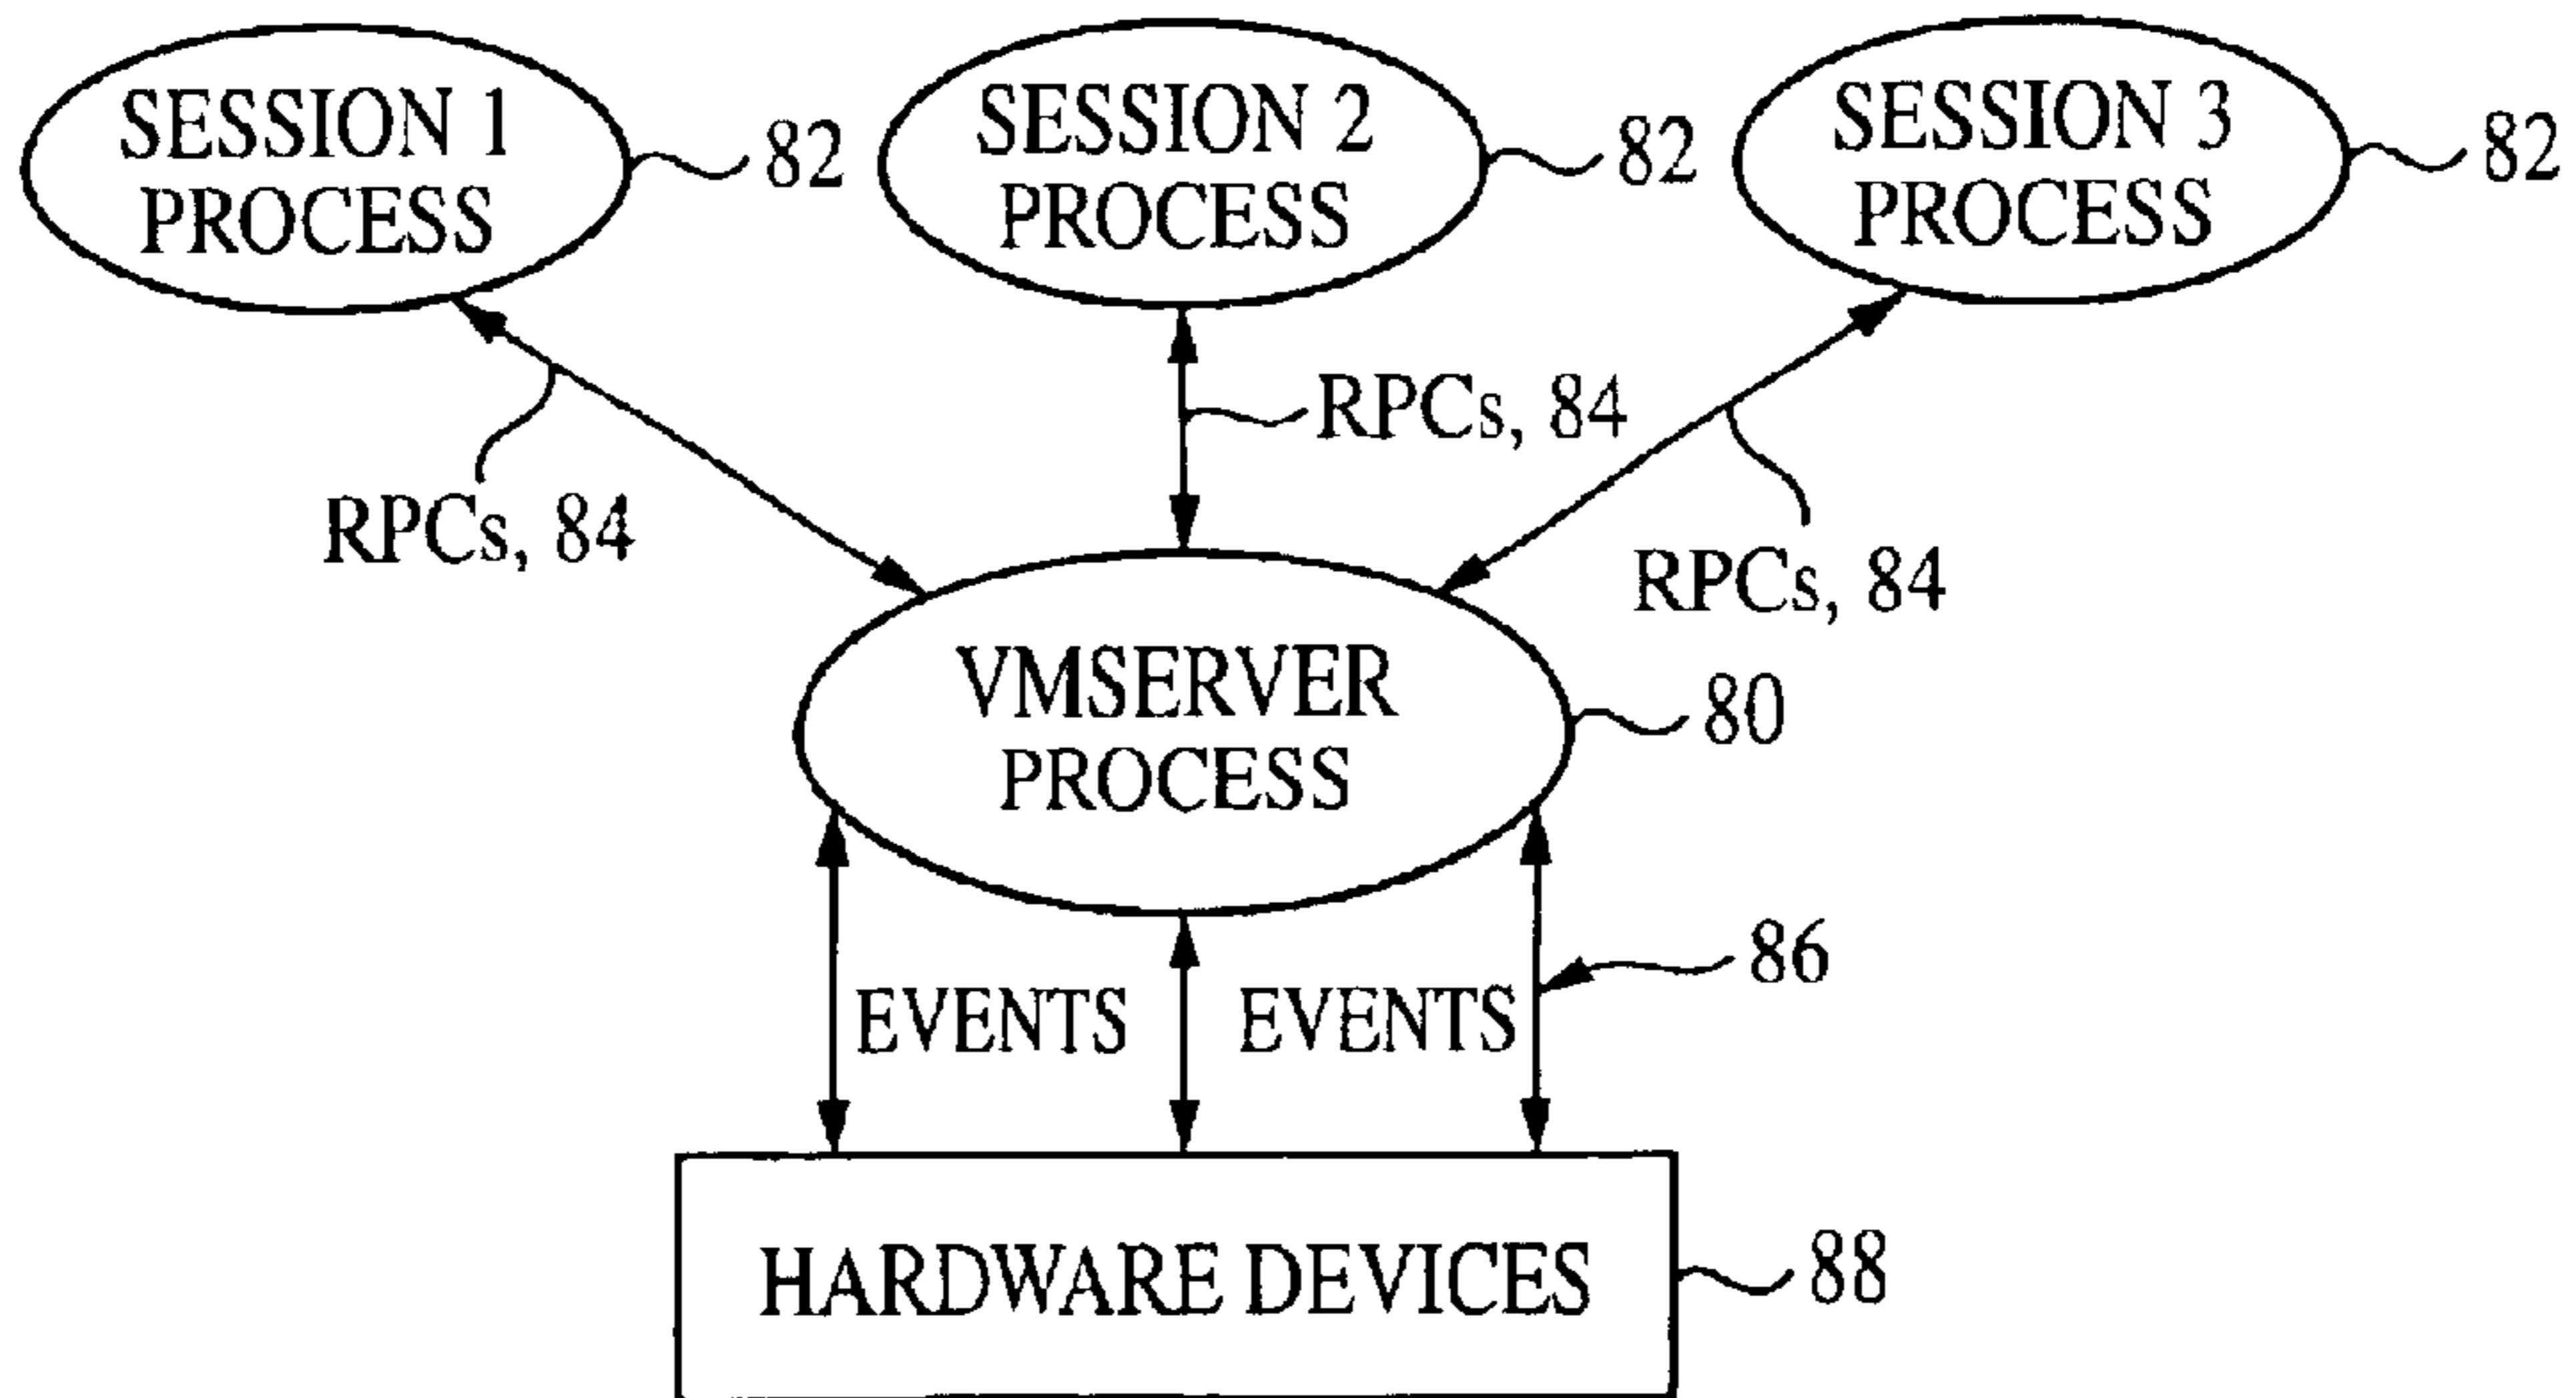 SESSION 1
PROCESS
82
SESSION 2
PROCESS
82
SESSION 3
PROCESS
82
RPCs, 84
RPCs, 84
RPCs, 84
VMSERVER
PROCESS
80
EVENTS
EVENTS
86
HARDWARE DEVICES
88